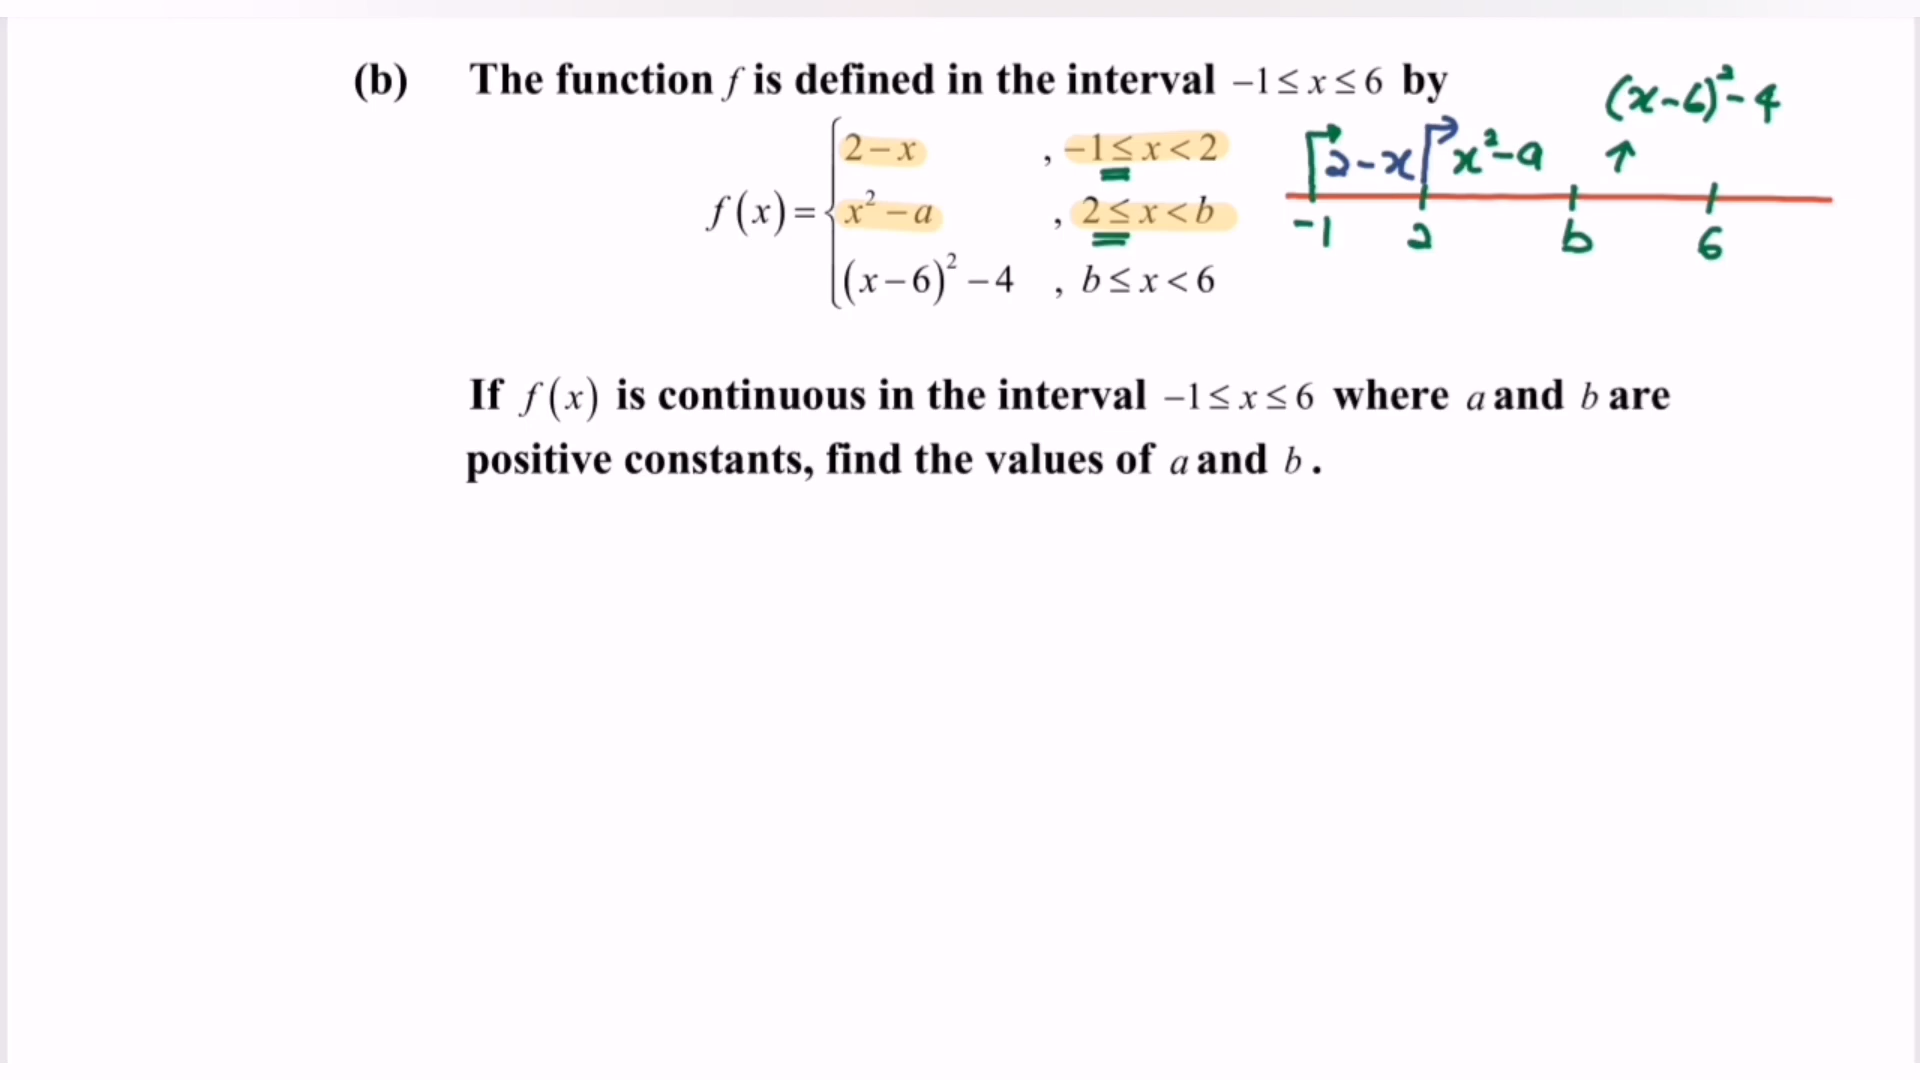 (b) The function f is defined in the interval −1 ≤ x ≤ 6 by
(x-6)²-4
2 − x , −1 ≤ x < 2
2-x x²-a ↑
f(x) = { x² − a , 2 ≤ x < b
-1 2 b 6
(x − 6)² − 4 , b ≤ x < 6
If f(x) is continuous in the interval −1 ≤ x ≤ 6 where a and b are
positive constants, find the values of a and b.